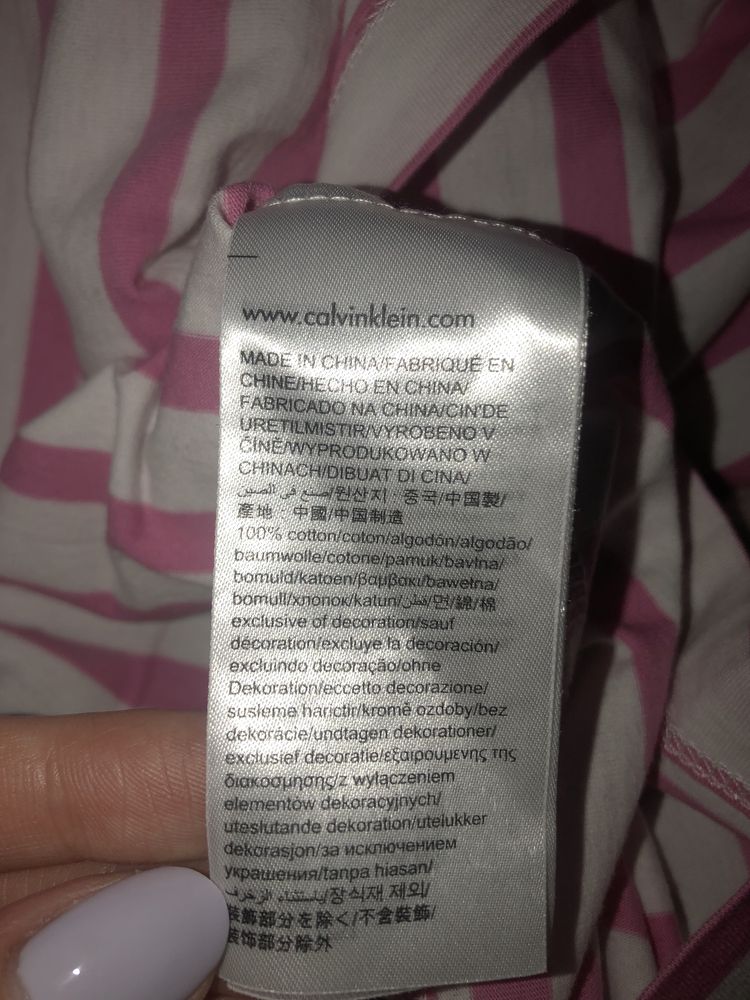 www.calvinklein.com
MADE IN CHINA/FABRIQUÉ EN
CHINE/HECHO EN CHINA/
FABRICADO NA CHINA/CIN'DE
URETILMISTIR/VYROBENO V
ČÍNĚ/WYPRODUKOWANO W
CHINACH/DIBUAT DI CINA/
صنع في الصين/원산지 : 중국/中国製/
產地 : 中國/中国制造
100% cotton/coton/algodón/algodão/
baumwolle/cotone/pamuk/bavlna/
bomuld/katoen/βαμβακι/bawełna/
bomull/хлопок/katun/قطن/면/綿/棉
exclusive of decoration/sauf
décoration/excluye la decoración/
excluindo decoração/ohne
Dekoration/eccetto decorazione/
susleme harictir/kromě ozdoby/bez
dekorácie/undtagen dekorationer/
exclusief decoratie/εξαιρουμενης της
διακοσμησης/z wyłączeniem
elementów dekoracyjnych/
uteslutande dekoration/utelukker
dekorasjon/за исключением
украшения/tanpa hiasan/
باستثناء الزخرف/장식재 제외/
装飾部分を除く/不含裝飾/
装饰部分除外